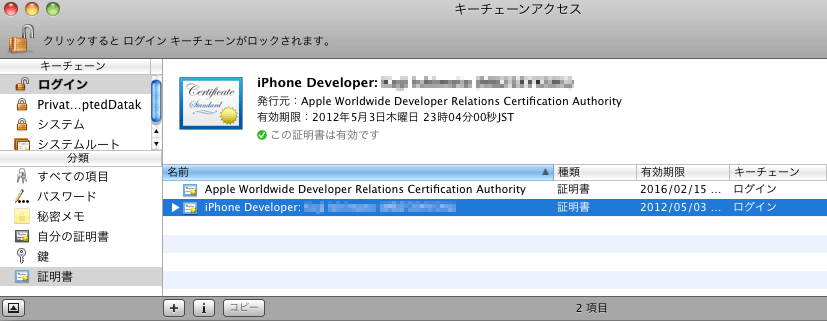 キーチェーンアクセス
クリックすると ログイン キーチェーンがロックされます。
キーチェーン
ログイン
Privat...ptedDatak
システム
システムルート
分類
すべての項目
パスワード
秘密メモ
自分の証明書
鍵
証明書
Certificate
Standard
iPhone Developer:
発行元：Apple Worldwide Developer Relations Certification Authority
有効期限：2012年5月3日木曜日 23時04分00秒JST
この証明書は有効です
名前 種類 有効期限 キーチェーン
Apple Worldwide Developer Relations Certification Authority 証明書 2016/02/15 ... ログイン
iPhone Developer: 証明書 2012/05/03 ... ログイン
コピー
2 項目